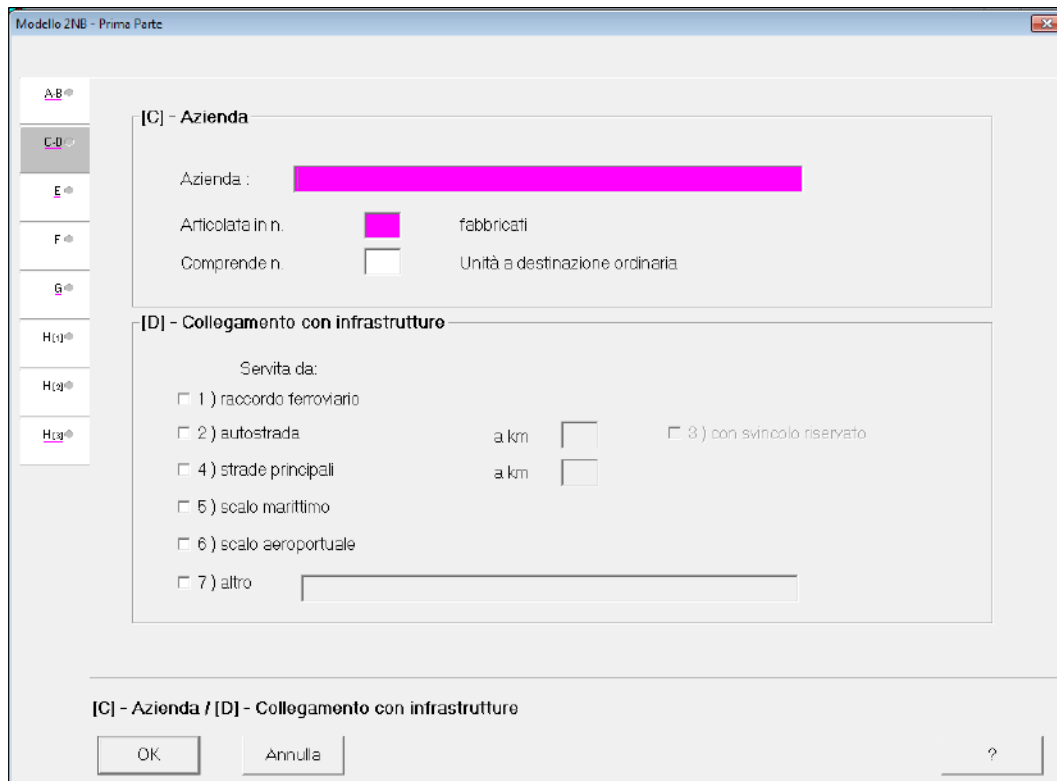 Modello 2NB - Prima Parte
A-B
C-D
E
F
G
H[1]
H[2]
H[3]
[C] - Azienda
Azienda :
Articolata in n. fabbricati
Comprende n. Unità a destinazione ordinaria
[D] - Collegamento con infrastrutture
Servita da:
1 ) raccordo ferroviario
2 ) autostrada a km 3 ) con svincolo riservato
4 ) strade principali a km
5 ) scalo marittimo
6 ) scalo aeroportuale
7 ) altro
[C] - Azienda / [D] - Collegamento con infrastrutture
OK Annulla ?